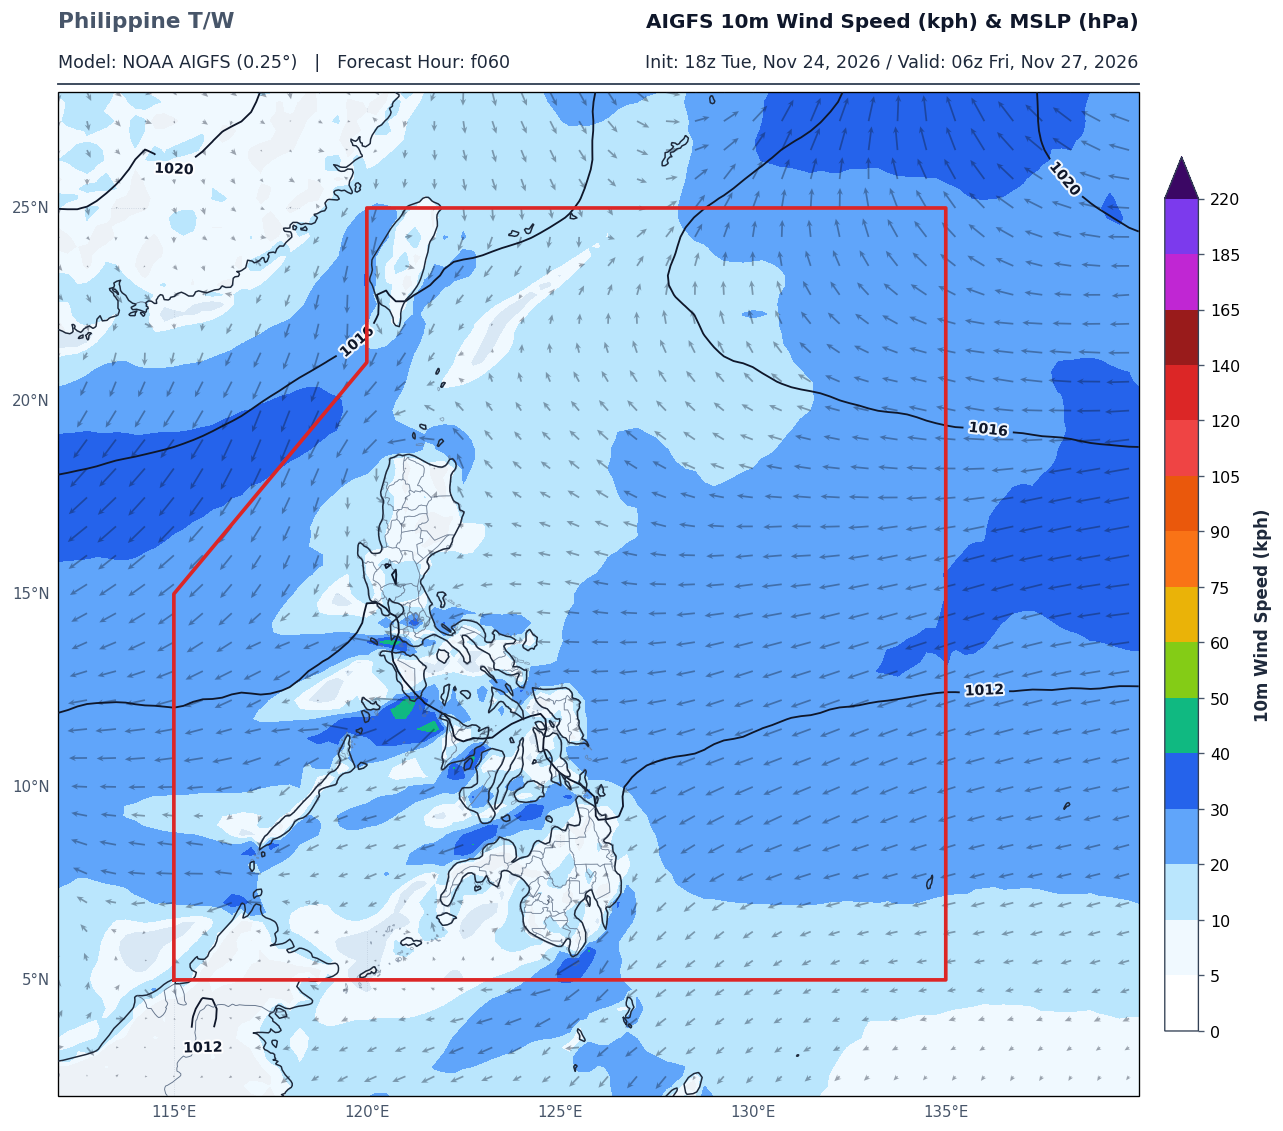 Philippine T/W
AIGFS 10m Wind Speed (kph) & MSLP (hPa)
Model: NOAA AIGFS (0.25°)   |   Forecast Hour: f060
Init: 18z Tue, Nov 24, 2026 / Valid: 06z Fri, Nov 27, 2026
1020
1020
1016
1016
1012
1012
25°N
20°N
15°N
10°N
5°N
115°E
120°E
125°E
130°E
135°E
220
185
165
140
120
105
90
75
60
50
40
30
20
10
5
0
10m Wind Speed (kph)